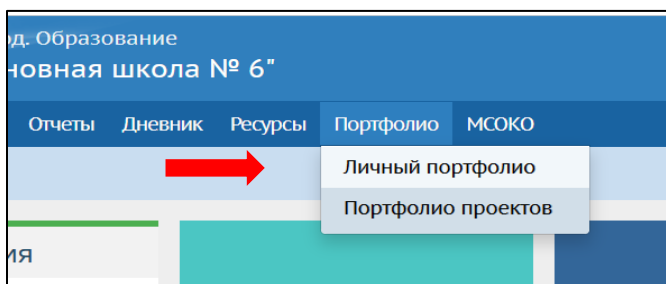 од. Образование
новная школа № 6"
Отчеты Дневник Ресурсы Портфолио МСОКО
Личный портфолио
Портфолио проектов
ия